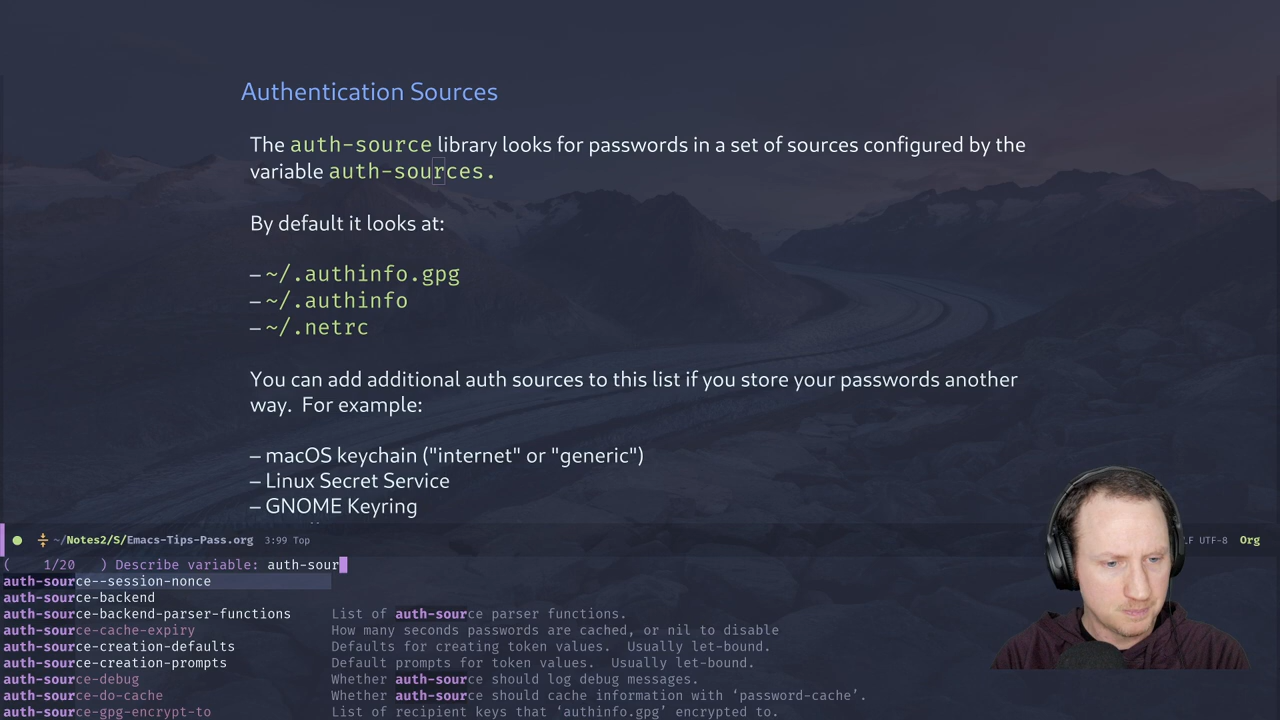 Authentication Sources
The auth-source library looks for passwords in a set of sources configured by the
variable auth-sources.
By default it looks at:
– ~/.authinfo.gpg
– ~/.authinfo
– ~/.netrc
You can add additional auth sources to this list if you store your passwords another
way.  For example:
– macOS keychain ("internet" or "generic")
– Linux Secret Service
– GNOME Keyring
~/Notes2/S/Emacs-Tips-Pass.org 3:99 Top LF UTF-8 Org
( 1/20 ) Describe variable: auth-sour
auth-source--session-nonce
auth-source-backend
auth-source-backend-parser-functions List of auth-source parser functions.
auth-source-cache-expiry How many seconds passwords are cached, or nil to disable
auth-source-creation-defaults Defaults for creating token values.  Usually let-bound.
auth-source-creation-prompts Default prompts for token values.  Usually let-bound.
auth-source-debug Whether auth-source should log debug messages.
auth-source-do-cache Whether auth-source should cache information with ‘password-cache’.
auth-source-gpg-encrypt-to List of recipient keys that ‘authinfo.gpg’ encrypted to.